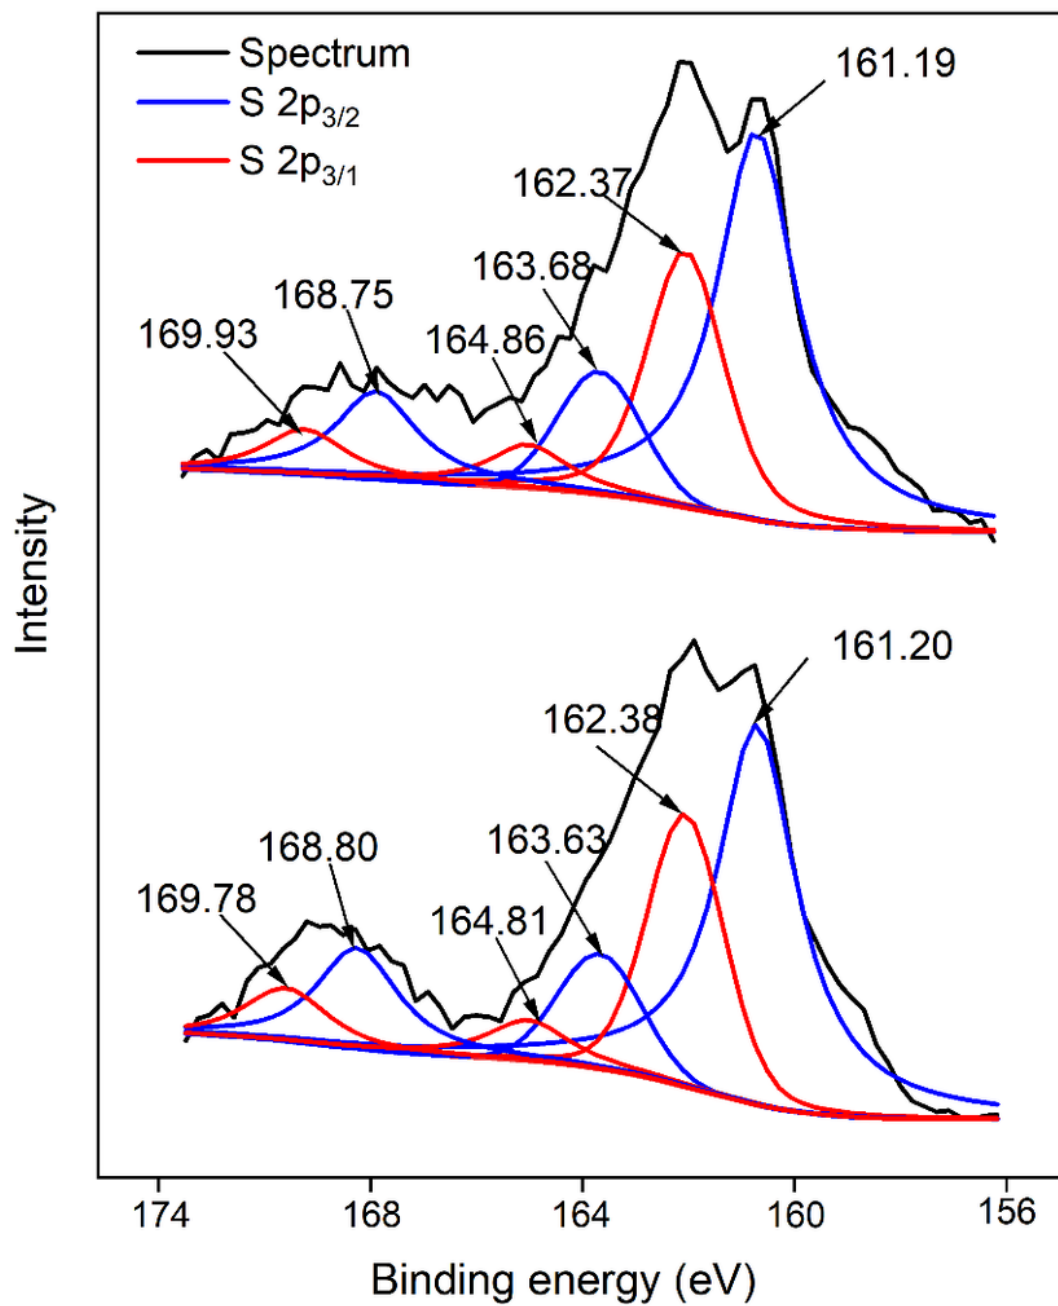 Spectrum
S 2p3/2
S 2p3/1
161.19
162.37
163.68
168.75
164.86
169.93
161.20
162.38
163.63
168.80
164.81
169.78
Intensity
174 168 164 160 156
Binding energy (eV)